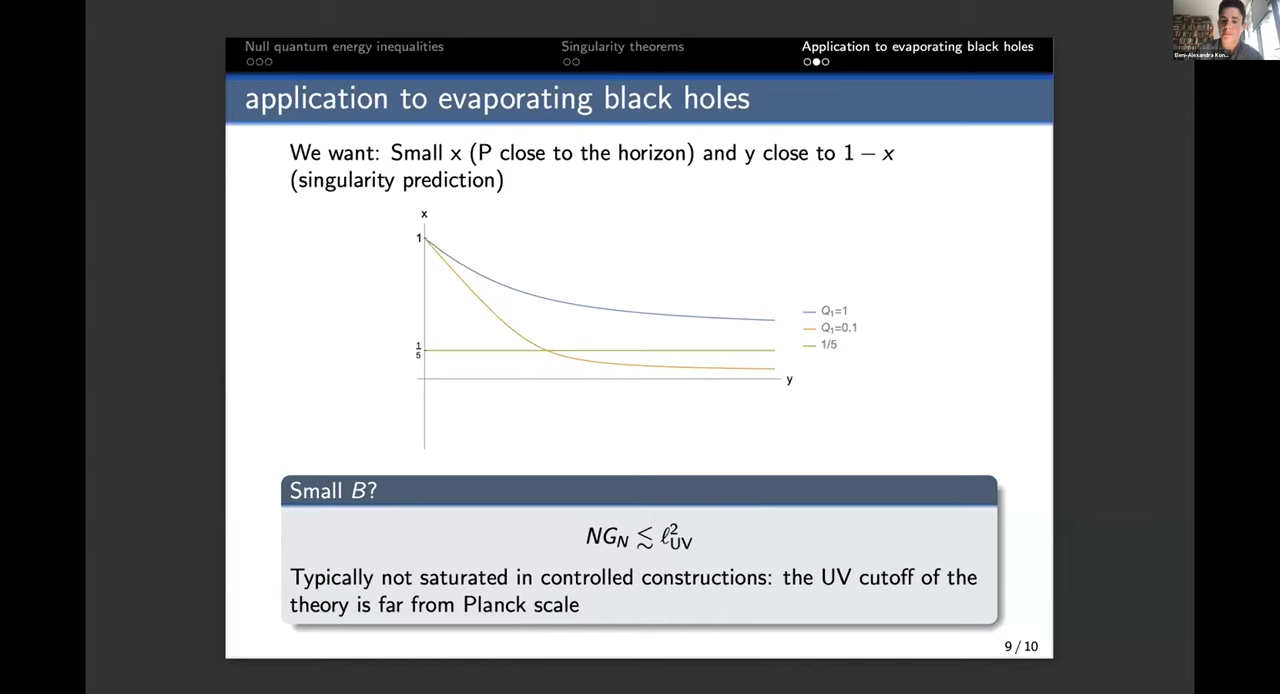 Null quantum energy inequalities
Singularity theorems
Application to evaporating black holes
application to evaporating black holes
We want: Small x (P close to the horizon) and y close to 1 − x
(singularity prediction)
x
1
1/5
y
Q₁=1
Q₁=0.1
1/5
Small B?
NG_N ≲ ℓ²_UV
Typically not saturated in controlled constructions: the UV cutoff of the
theory is far from Planck scale
9 / 10
Eleni-Alexandra Kon...